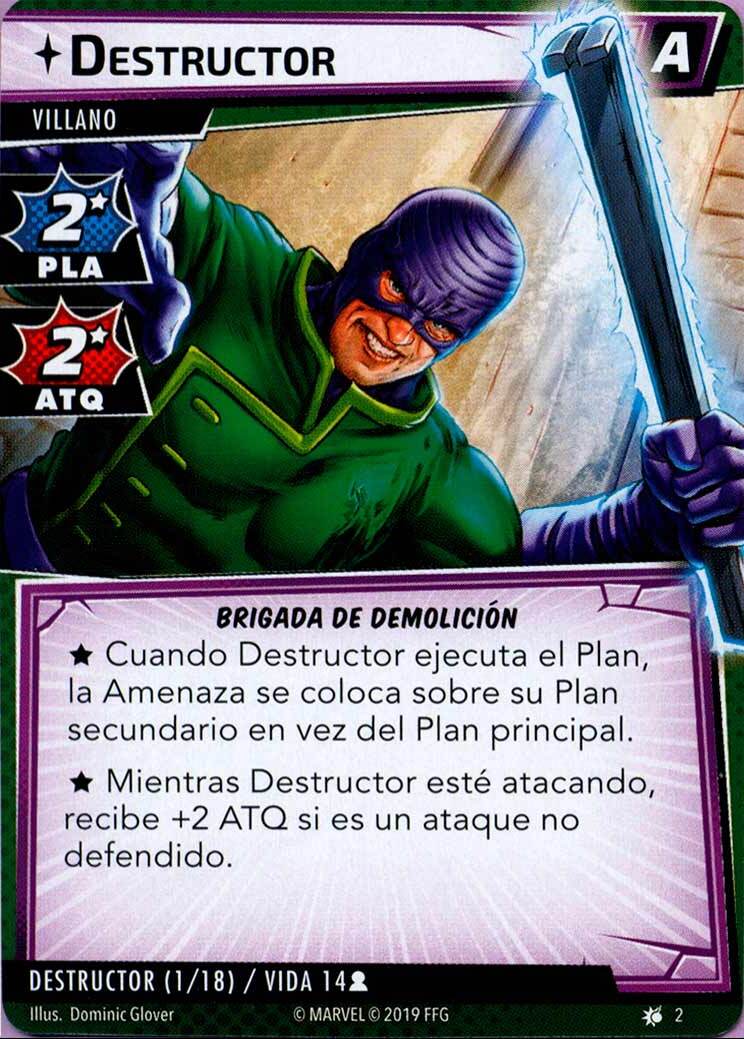 DESTRUCTOR
A
VILLANO
2★
PLA
2★
ATQ
BRIGADA DE DEMOLICIÓN
★ Cuando Destructor ejecuta el Plan,
la Amenaza se coloca sobre su Plan
secundario en vez del Plan principal.
★ Mientras Destructor esté atacando,
recibe +2 ATQ si es un ataque no
defendido.
DESTRUCTOR (1/18) / VIDA 14
Illus. Dominic Glover
© MARVEL © 2019 FFG
2